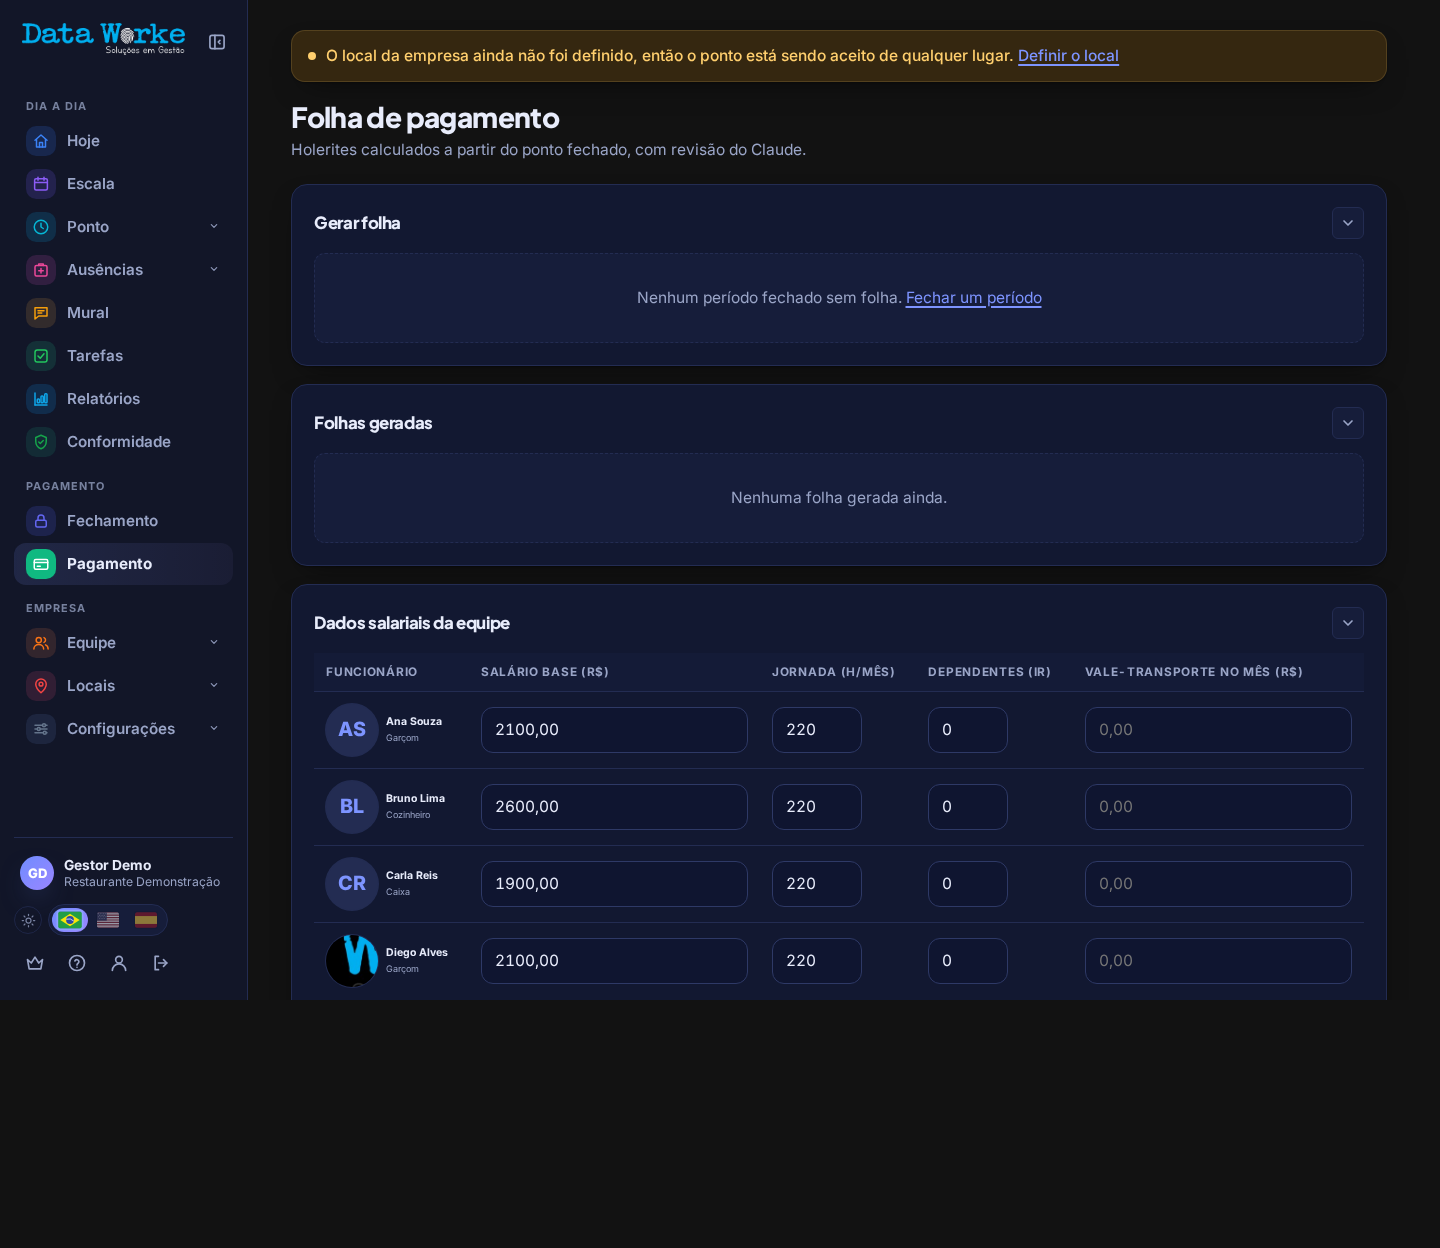 Data Worke
Soluções em Gestão
DIA A DIA
Hoje
Escala
Ponto
Ausências
Mural
Tarefas
Relatórios
Conformidade
PAGAMENTO
Fechamento
Pagamento
EMPRESA
Equipe
Locais
Configurações
GD
Gestor Demo
Restaurante Demonstração
O local da empresa ainda não foi definido, então o ponto está sendo aceito de qualquer lugar. Definir o local
Folha de pagamento
Holerites calculados a partir do ponto fechado, com revisão do Claude.
Gerar folha
Nenhum período fechado sem folha. Fechar um período
Folhas geradas
Nenhuma folha gerada ainda.
Dados salariais da equipe
FUNCIONÁRIO SALÁRIO BASE (R$) JORNADA (H/MÊS) DEPENDENTES (IR) VALE-TRANSPORTE NO MÊS (R$)
AS Ana Souza 2100,00 220 0 0,00
Garçom
BL Bruno Lima 2600,00 220 0 0,00
Cozinheiro
CR Carla Reis 1900,00 220 0 0,00
Caixa
Diego Alves 2100,00 220 0 0,00
Garçom